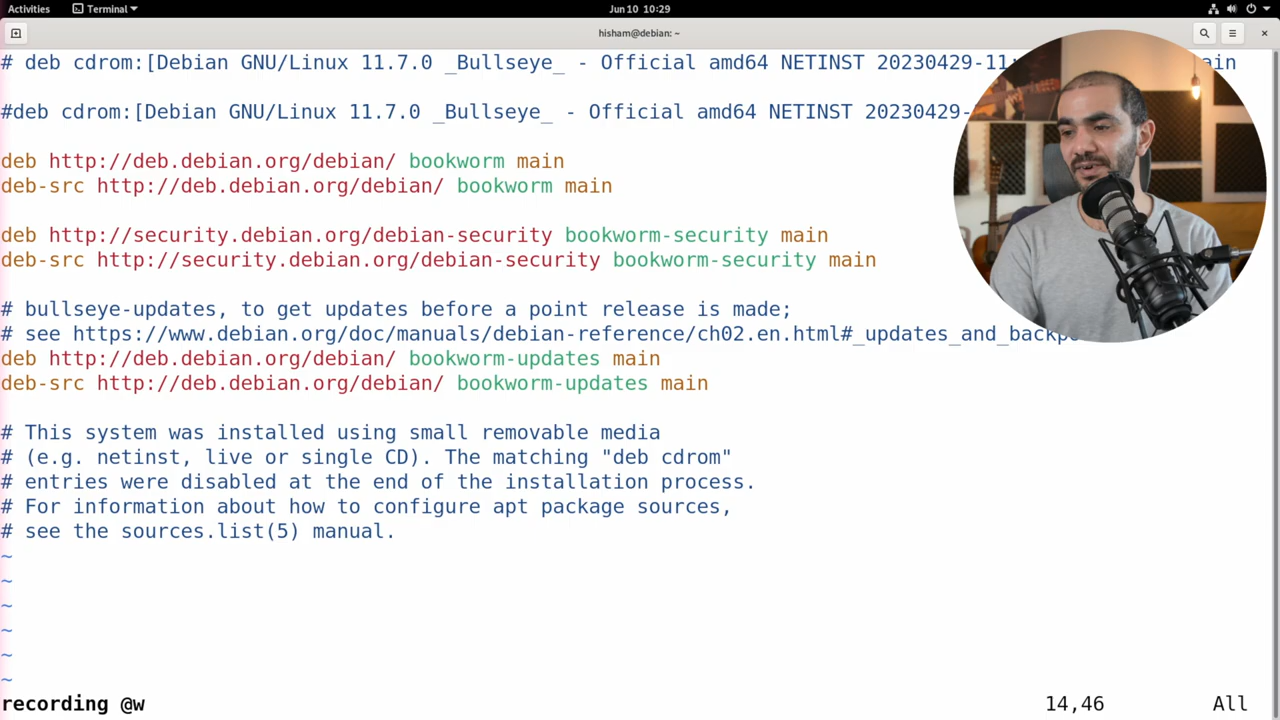 Activities Terminal Jun 10 10:29
hisham@debian: ~
# deb cdrom:[Debian GNU/Linux 11.7.0 _Bullseye_ - Official amd64 NETINST 20230429-11: ain
#deb cdrom:[Debian GNU/Linux 11.7.0 _Bullseye_ - Official amd64 NETINST 20230429-
deb http://deb.debian.org/debian/ bookworm main
deb-src http://deb.debian.org/debian/ bookworm main
deb http://security.debian.org/debian-security bookworm-security main
deb-src http://security.debian.org/debian-security bookworm-security main
# bullseye-updates, to get updates before a point release is made;
# see https://www.debian.org/doc/manuals/debian-reference/ch02.en.html#_updates_and_backp
deb http://deb.debian.org/debian/ bookworm-updates main
deb-src http://deb.debian.org/debian/ bookworm-updates main
# This system was installed using small removable media
# (e.g. netinst, live or single CD). The matching "deb cdrom"
# entries were disabled at the end of the installation process.
# For information about how to configure apt package sources,
# see the sources.list(5) manual.
~
~
~
~
~
~
recording @w 14,46 All